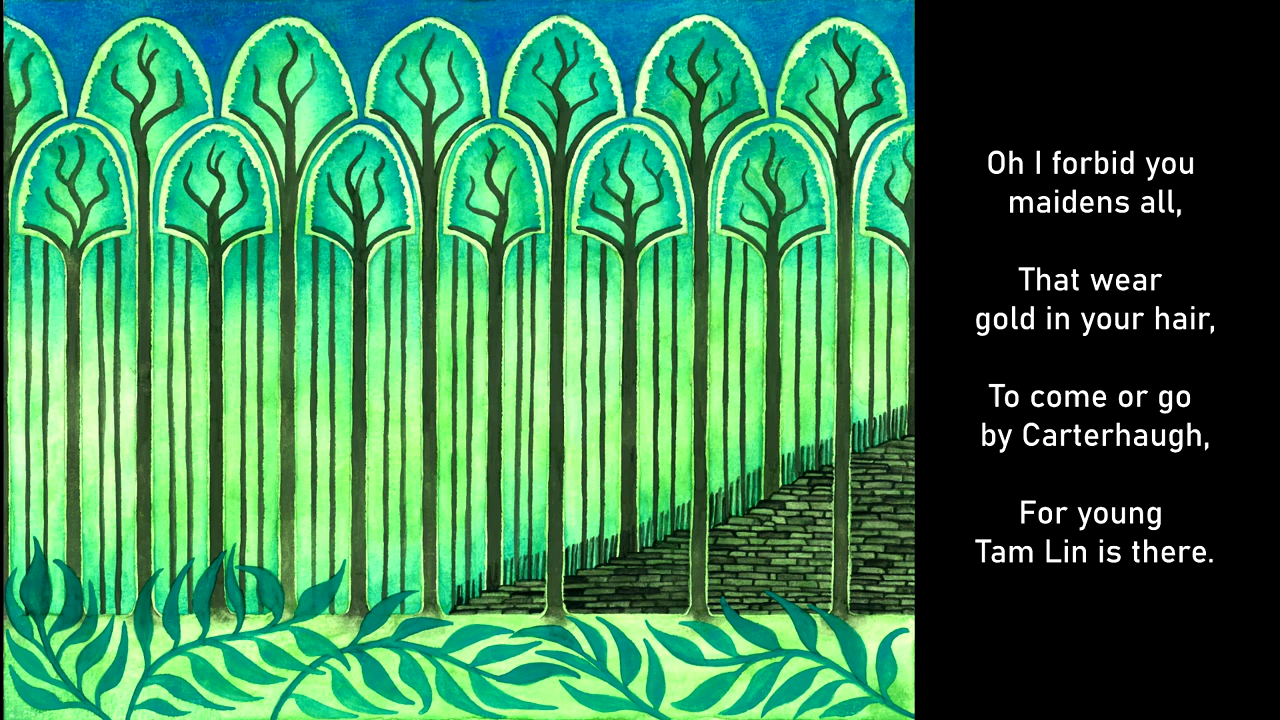 Oh I forbid you
maidens all,
That wear
gold in your hair,
To come or go
by Carterhaugh,
For young
Tam Lin is there.